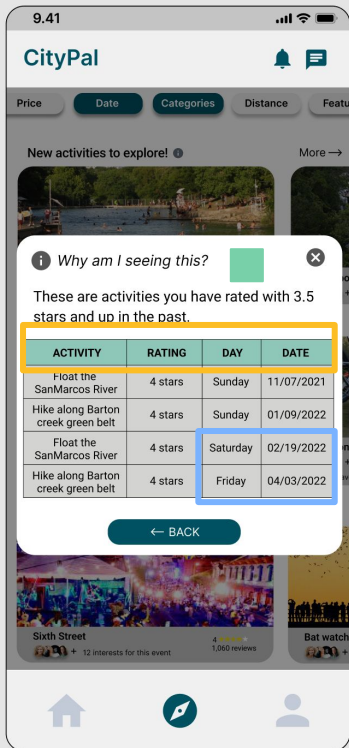 9.41
CityPal
Price Date Categories Distance Featu
New activities to explore! More →
Why am I seeing this?
These are activities you have rated with 3.5
stars and up in the past.
ACTIVITY RATING DAY DATE
Float the
SanMarcos River 4 stars Sunday 11/07/2021
Hike along Barton
creek green belt 4 stars Sunday 01/09/2022
Float the
SanMarcos River 4 stars Saturday 02/19/2022
Hike along Barton
creek green belt 4 stars Friday 04/03/2022
← BACK
Sixth Street
+ 12 interests for this event
4
1,060 reviews
Bat watch
+